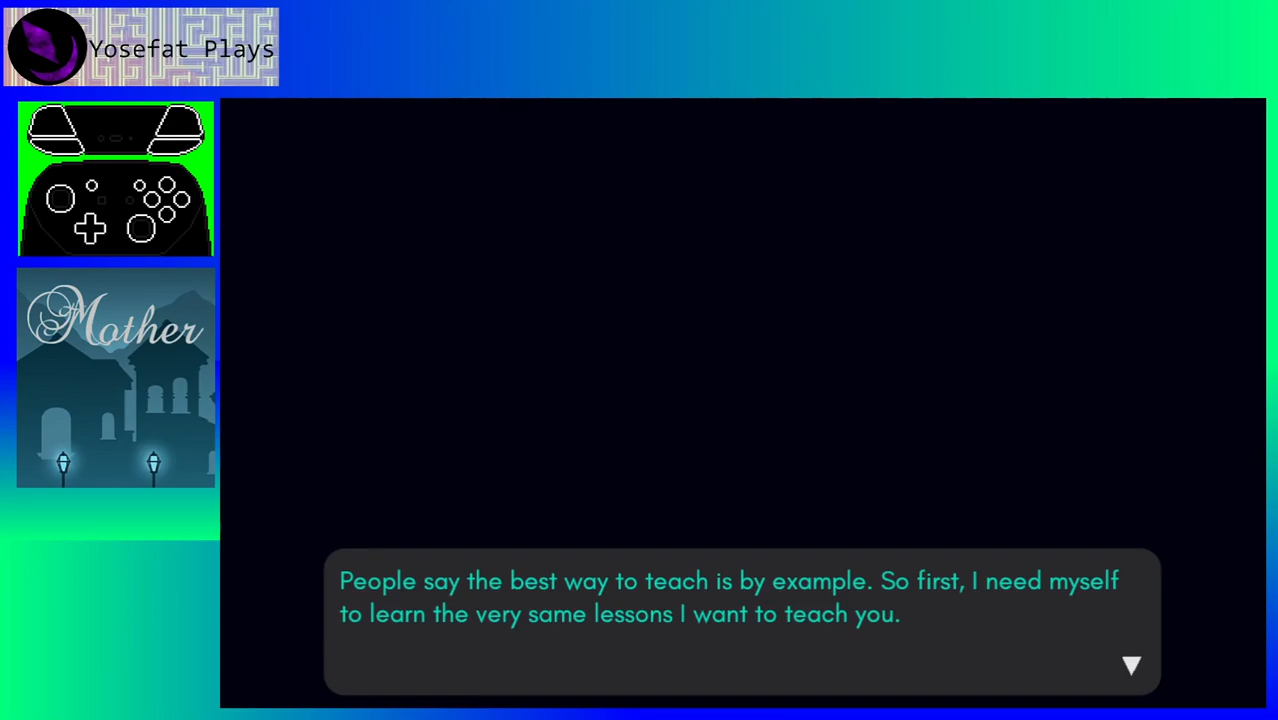 Yosefat Plays
Mother
People say the best way to teach is by example. So first, I need myself
to learn the very same lessons I want to teach you.